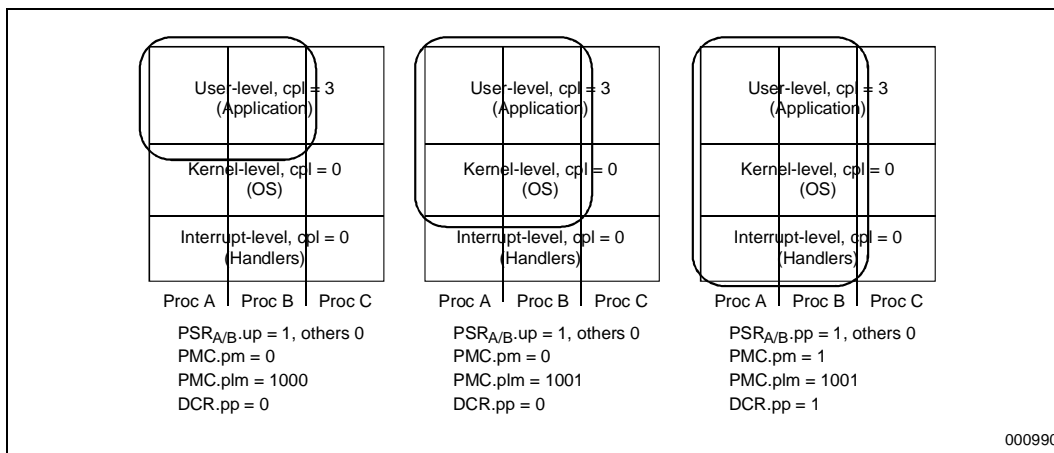 User-level, cpl = 3
(Application)
Kernel-level, cpl = 0
(OS)
Interrupt-level, cpl = 0
(Handlers)
Proc A Proc B Proc C
PSRA/B.up = 1, others 0
PMC.pm = 0
PMC.plm = 1000
DCR.pp = 0
User-level, cpl = 3
(Application)
Kernel-level, cpl = 0
(OS)
Interrupt-level, cpl = 0
(Handlers)
Proc A Proc B Proc C
PSRA/B.up = 1, others 0
PMC.pm = 0
PMC.plm = 1001
DCR.pp = 0
User-level, cpl = 3
(Application)
Kernel-level, cpl = 0
(OS)
Interrupt-level, cpl = 0
(Handlers)
Proc A Proc B Proc C
PSRA/B.pp = 1, others 0
PMC.pm = 1
PMC.plm = 1001
DCR.pp = 1